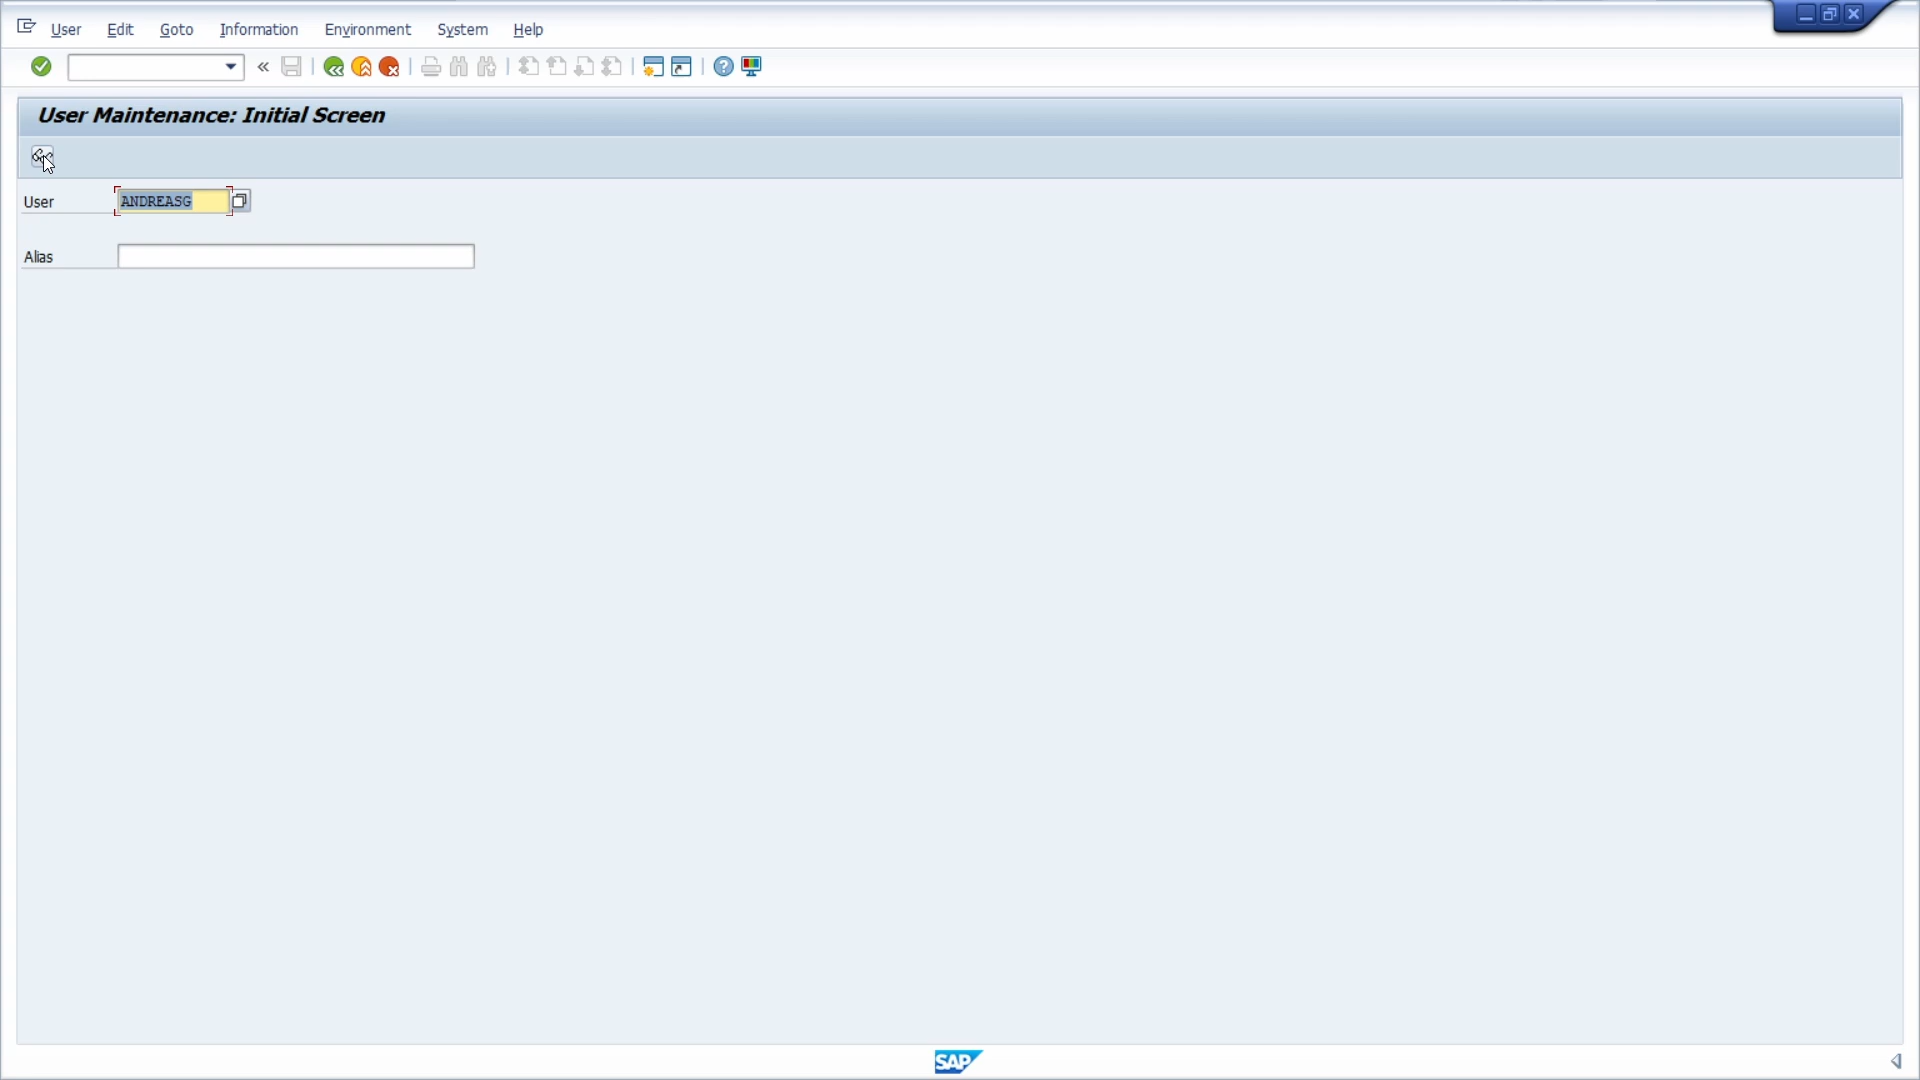 User Edit Goto Information Environment System Help
User Maintenance: Initial Screen
User ANDREASG
Alias
SAP